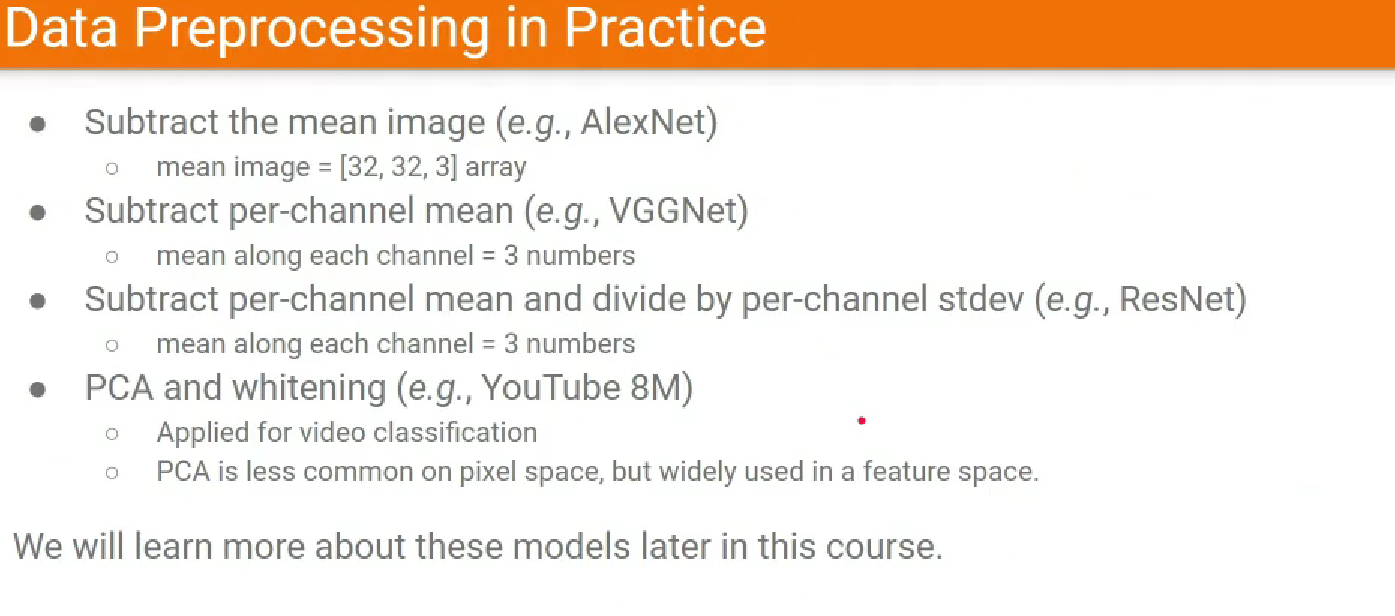 Data Preprocessing in Practice
● Subtract the mean image (e.g., AlexNet)
○ mean image = [32, 32, 3] array
● Subtract per-channel mean (e.g., VGGNet)
○ mean along each channel = 3 numbers
● Subtract per-channel mean and divide by per-channel stdev (e.g., ResNet)
○ mean along each channel = 3 numbers
● PCA and whitening (e.g., YouTube 8M)
○ Applied for video classification
○ PCA is less common on pixel space, but widely used in a feature space.
We will learn more about these models later in this course.